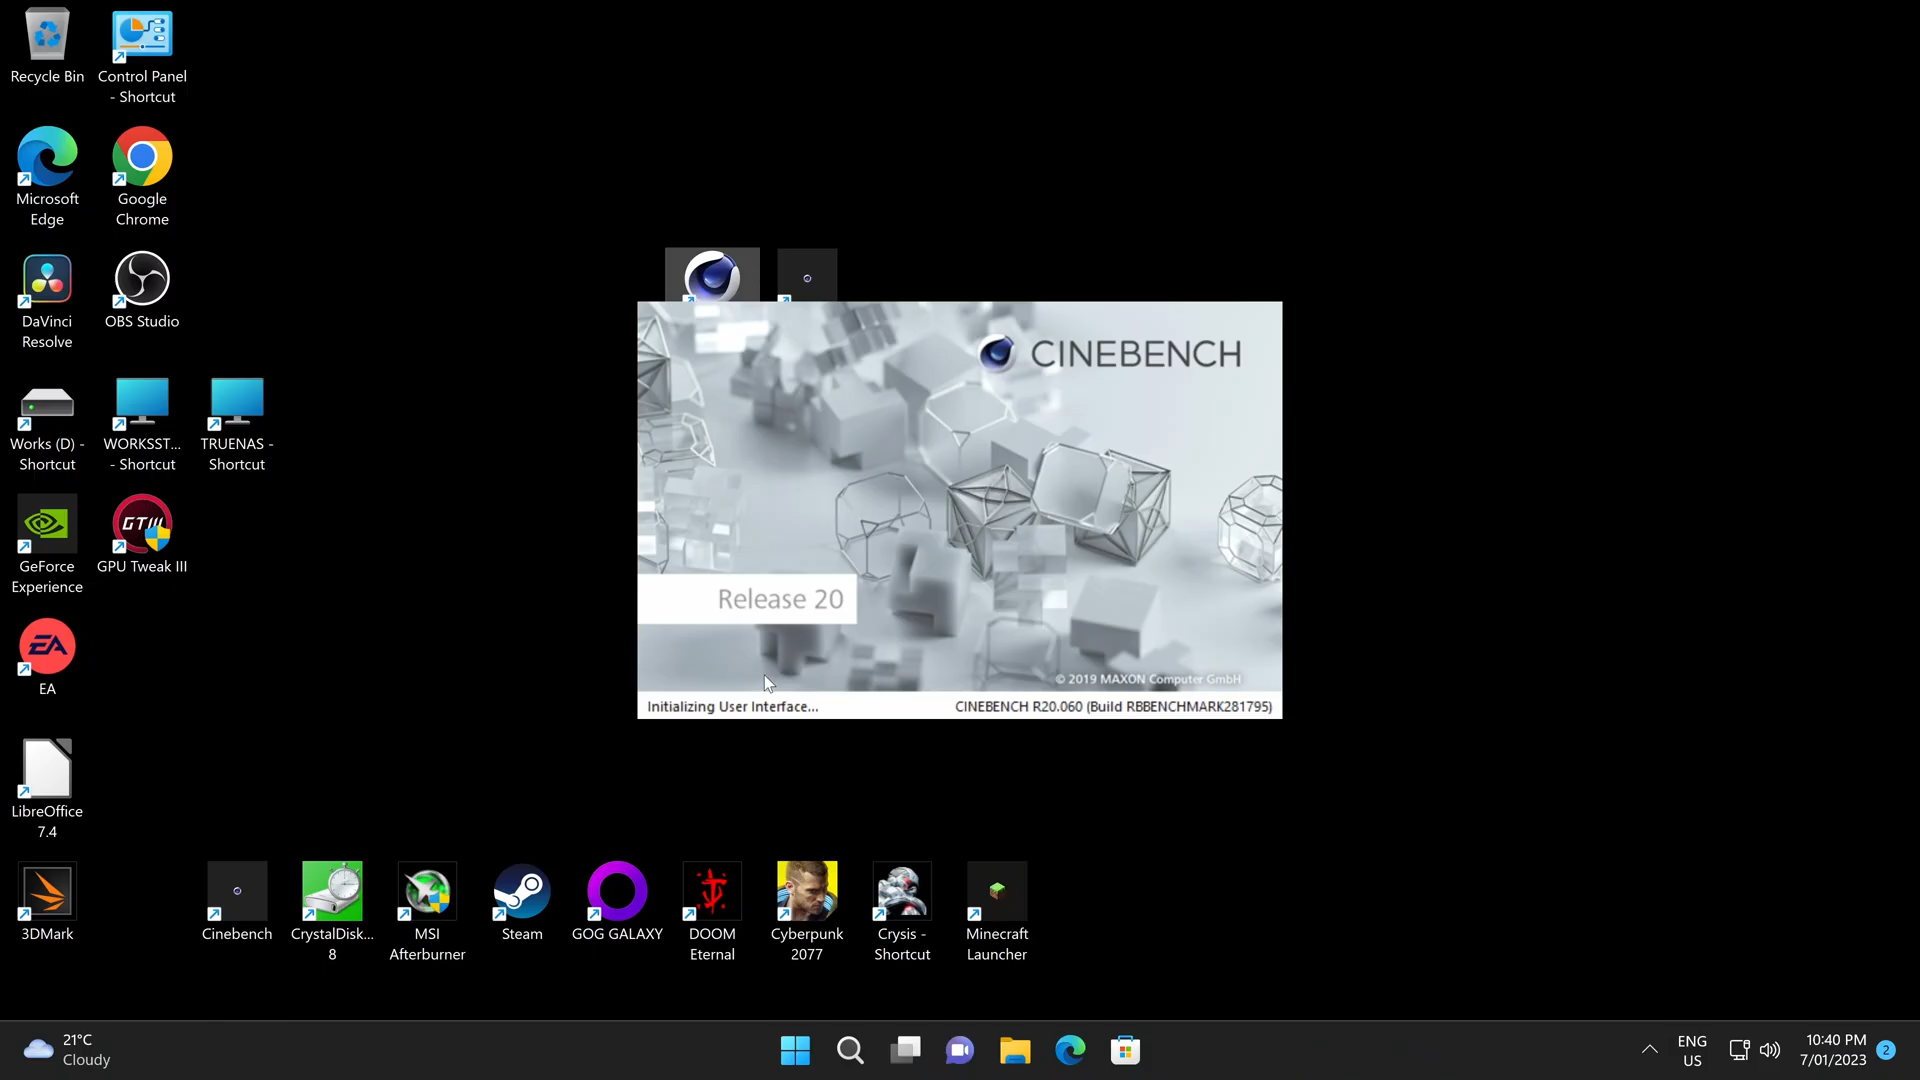 Recycle Bin
Control Panel
- Shortcut
Microsoft
Edge
Google
Chrome
DaVinci
Resolve
OBS Studio
Works (D) -
Shortcut
WORKSST...
- Shortcut
TRUENAS -
Shortcut
GeForce
Experience
GTIII
GPU Tweak III
EA
EA
LibreOffice
7.4
3DMark
CINEBENCH
Release 20
© 2019 MAXON Computer GmbH
Initializing User Interface...
CINEBENCH R20.060 (Build RBBENCHMARK281795)
Cinebench
CrystalDisk...
8
MSI
Afterburner
Steam
GOG GALAXY
DOOM
Eternal
Cyberpunk
2077
Crysis -
Shortcut
Minecraft
Launcher
21°C
Cloudy
ENG
US
10:40 PM
7/01/2023
2